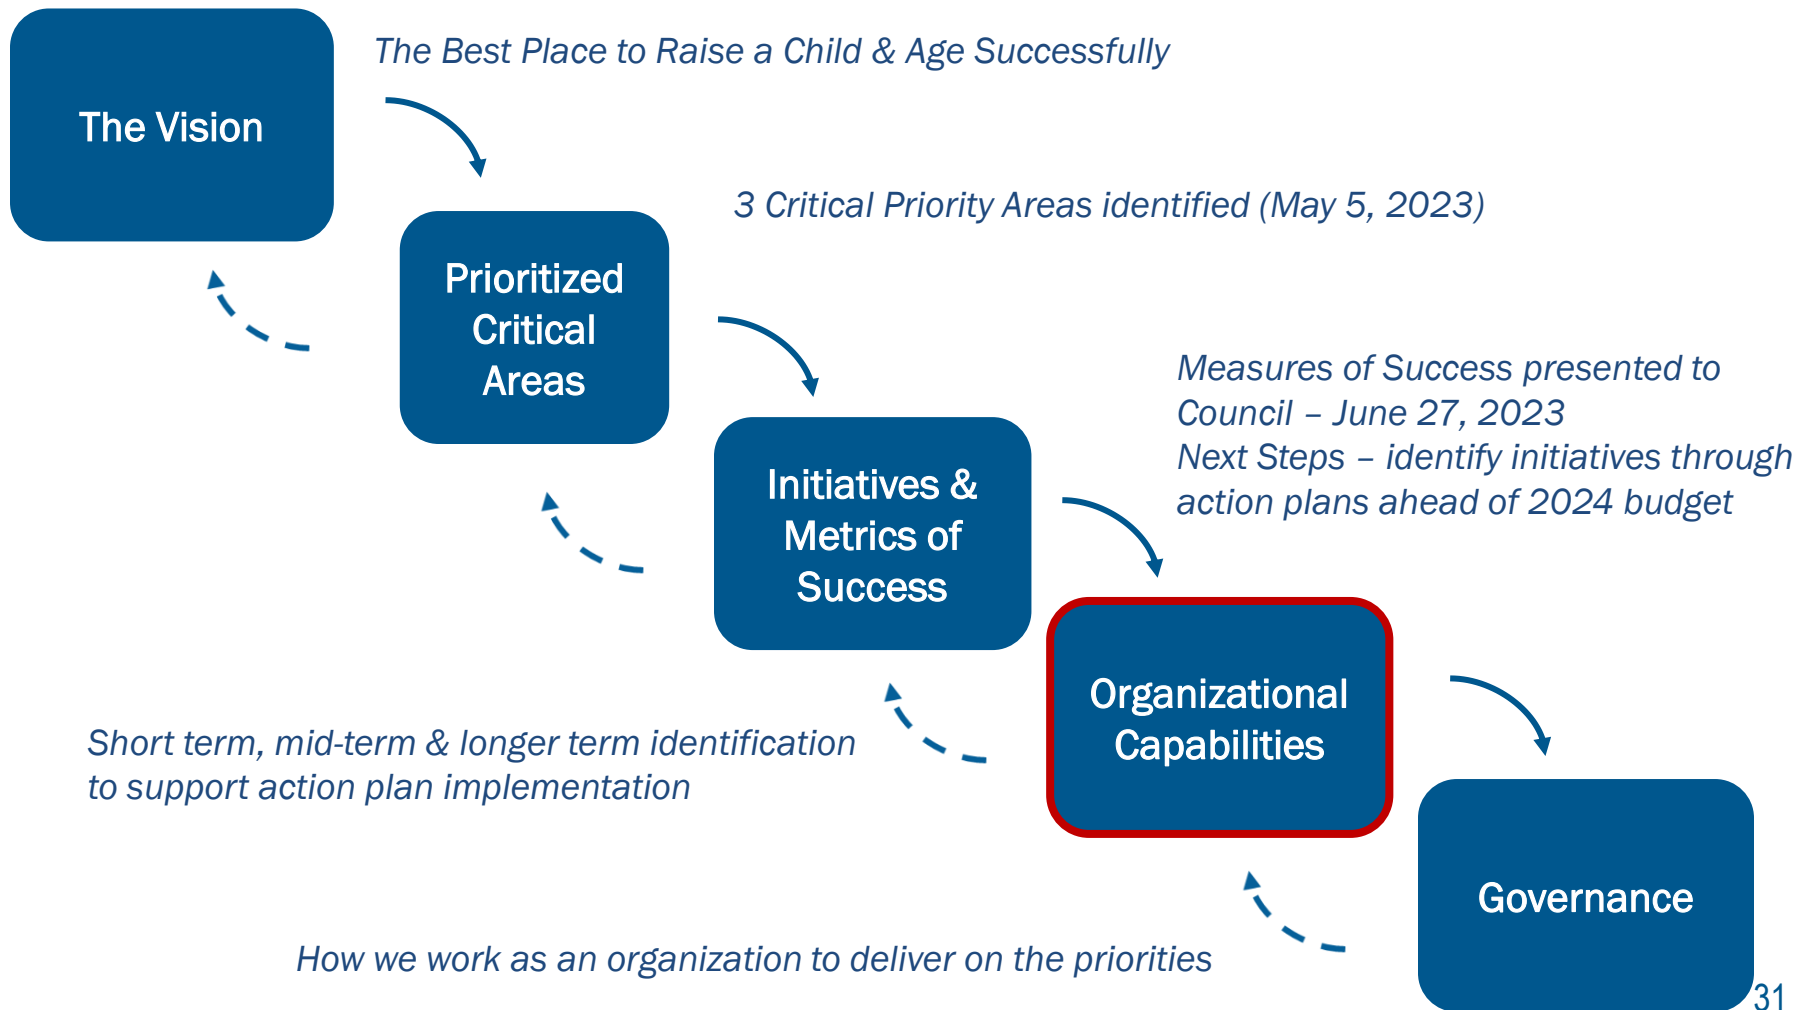 The Best Place to Raise a Child & Age Successfully
The Vision
3 Critical Priority Areas identified (May 5, 2023)
Prioritized
Critical
Areas
Measures of Success presented to
Council – June 27, 2023
Next Steps – identify initiatives through
action plans ahead of 2024 budget
Initiatives &
Metrics of
Success
Organizational
Capabilities
Short term, mid-term & longer term identification
to support action plan implementation
Governance
How we work as an organization to deliver on the priorities
31